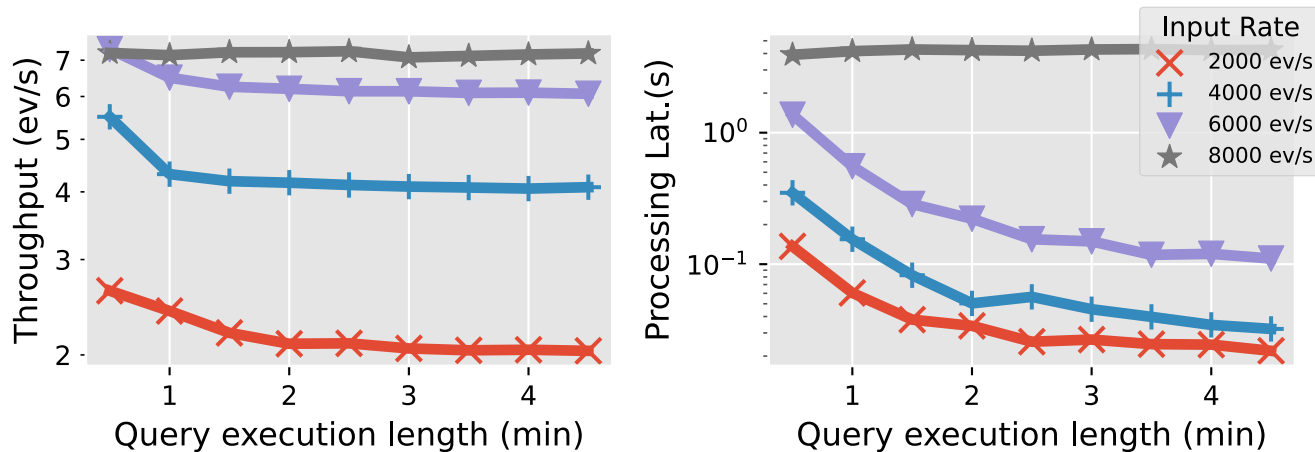 Throughput (ev/s)
7
6
5
4
3
2
1 2 3 4
Query execution length (min)
Processing Lat.(s)
10⁰
10⁻¹
1 2 3 4
Query execution length (min)
Input Rate
2000 ev/s
4000 ev/s
6000 ev/s
8000 ev/s